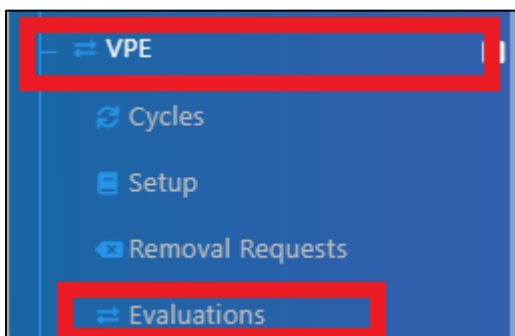 VPE
Cycles
Setup
Removal Requests
Evaluations